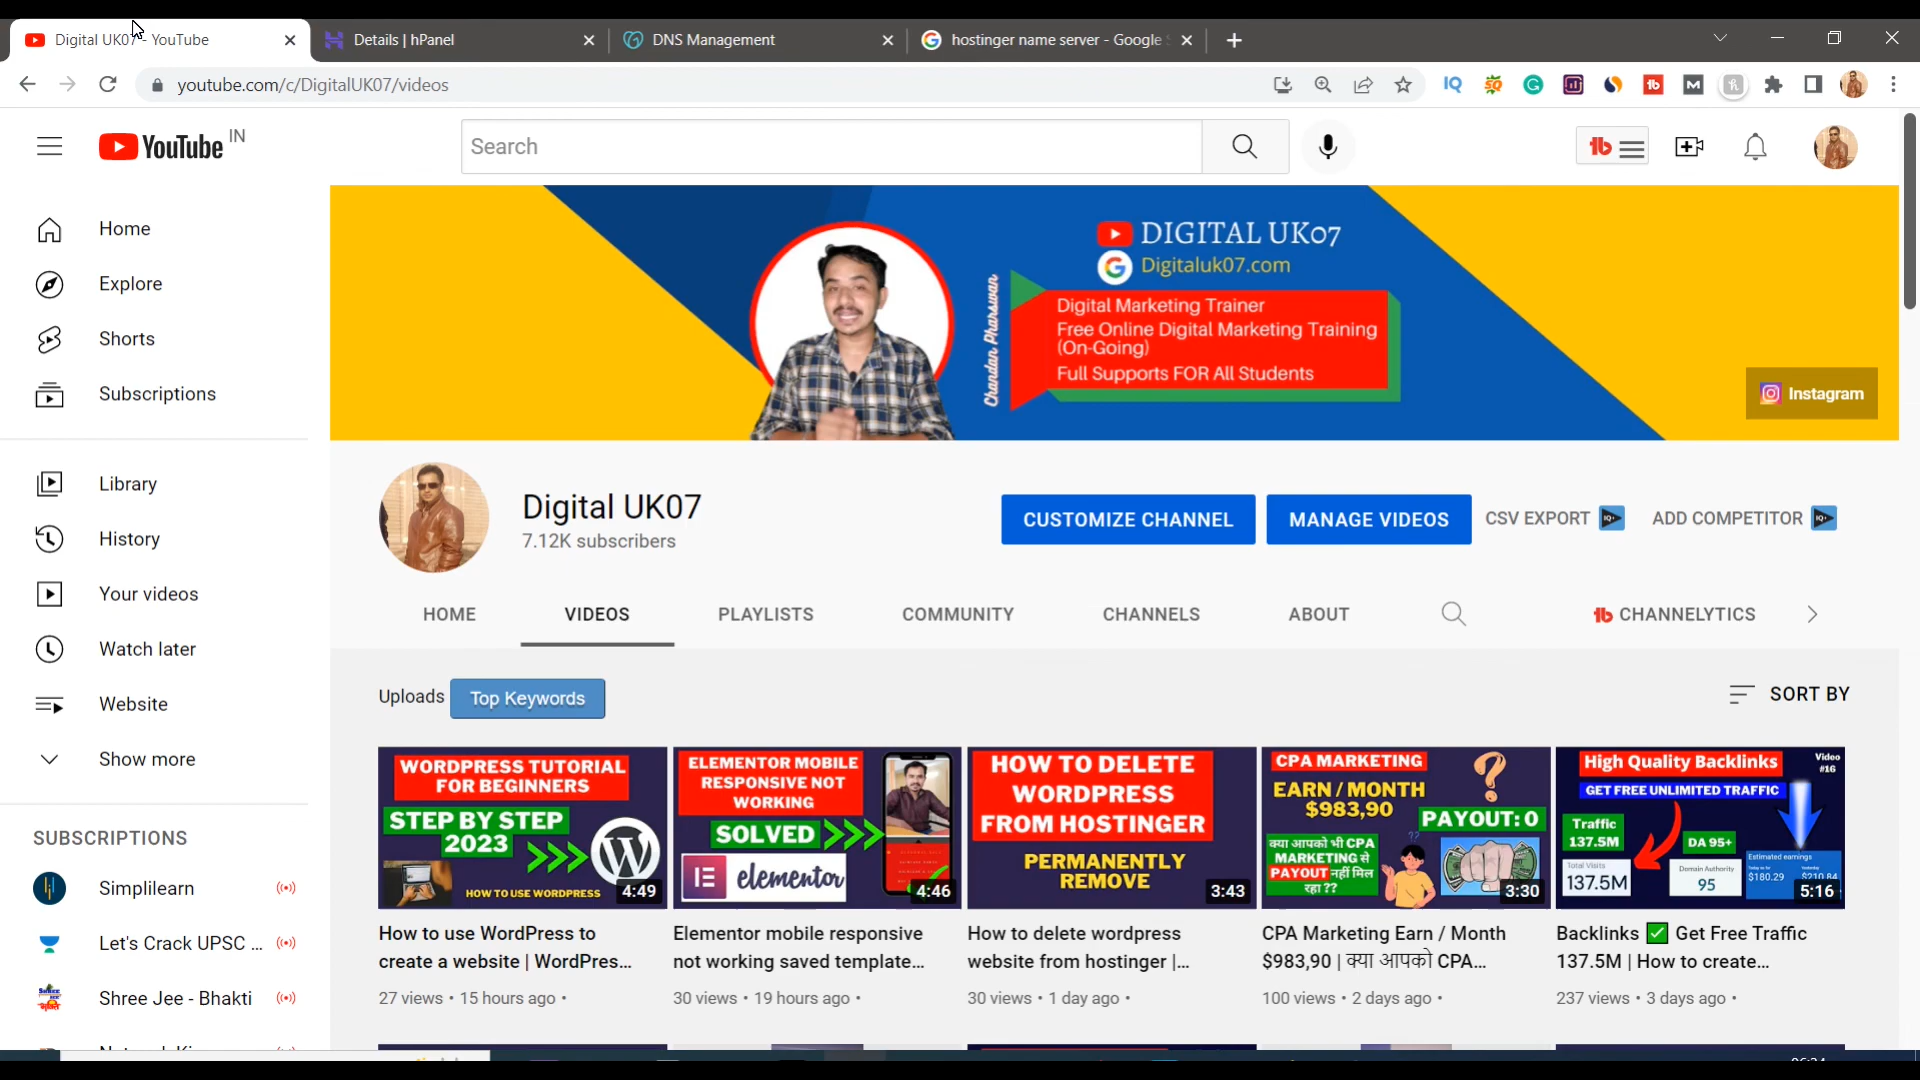 Digital UK07 - YouTube
Details | hPanel
DNS Management
hostinger name server - Google
youtube.com/c/DigitalUK07/videos
YouTube IN
Search
Home
Explore
Shorts
Subscriptions
Library
History
Your videos
Watch later
Website
Show more
SUBSCRIPTIONS
Simplilearn
Let's Crack UPSC ...
Shree Jee - Bhakti
DIGITAL UK07
Digitaluk07.com
Chandan Pharswan
Digital Marketing Trainer
Free Online Digital Marketing Training
(On-Going)
Full Supports FOR All Students
Instagram
Digital UK07
7.12K subscribers
CUSTOMIZE CHANNEL
MANAGE VIDEOS
CSV EXPORT
ADD COMPETITOR
HOME
VIDEOS
PLAYLISTS
COMMUNITY
CHANNELS
ABOUT
CHANNELYTICS
Uploads
Top Keywords
SORT BY
WORDPRESS TUTORIAL
FOR BEGINNERS
STEP BY STEP
2023
HOW TO USE WORDPRESS
4:49
How to use WordPress to
create a website | WordPres...
27 views • 15 hours ago •
ELEMENTOR MOBILE
RESPONSIVE NOT
WORKING
SOLVED
elementor
4:46
Elementor mobile responsive
not working saved template...
30 views • 19 hours ago •
HOW TO DELETE
WORDPRESS
FROM HOSTINGER
PERMANENTLY
REMOVE
3:43
How to delete wordpress
website from hostinger |...
30 views • 1 day ago •
CPA MARKETING
EARN / MONTH
$983,90
PAYOUT: 0
क्या आपको भी CPA
MARKETING से
PAYOUT नहीं मिल
रहा ??
3:30
CPA Marketing Earn / Month
$983,90 | क्या आपको CPA...
100 views • 2 days ago •
High Quality Backlinks
Video
#16
GET FREE UNLIMITED TRAFFIC
Traffic
137.5M
DA 95+
Total Visits
137.5M
Domain Authority
95
Estimated earnings
$180.29
$210.84
5:16
Backlinks ✅ Get Free Traffic
137.5M | How to create...
237 views • 3 days ago •